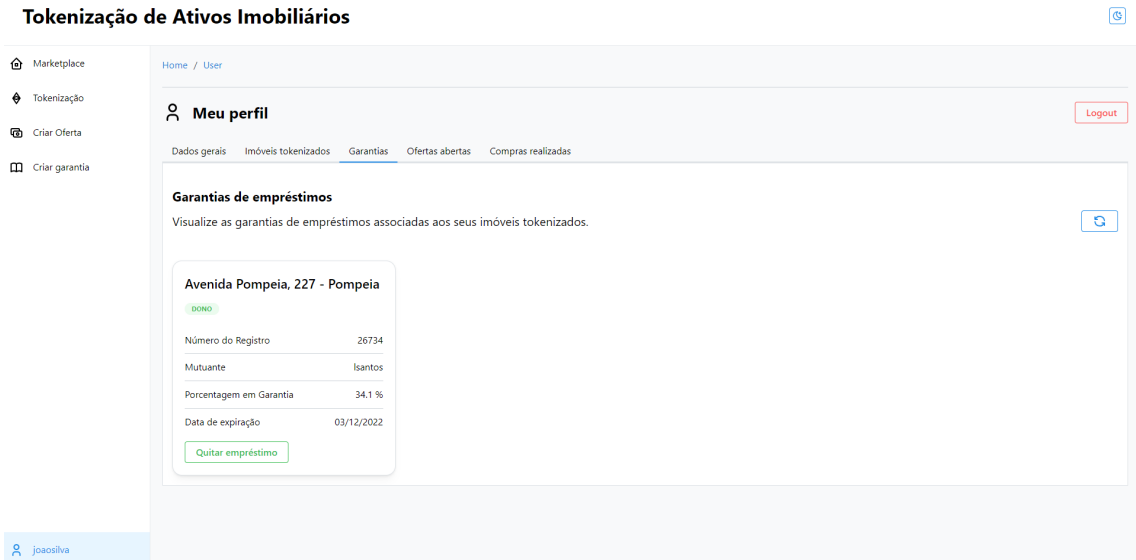 Tokenização de Ativos Imobiliários
Marketplace
Tokenização
Criar Oferta
Criar garantia
Home / User
Meu perfil
Logout
Dados gerais Imóveis tokenizados Garantias Ofertas abertas Compras realizadas
Garantias de empréstimos
Visualize as garantias de empréstimos associadas aos seus imóveis tokenizados.
Avenida Pompeia, 227 - Pompeia
DONO
Número do Registro 26734
Mutuante lsantos
Porcentagem em Garantia 34.1 %
Data de expiração 03/12/2022
Quitar empréstimo
joaosilva